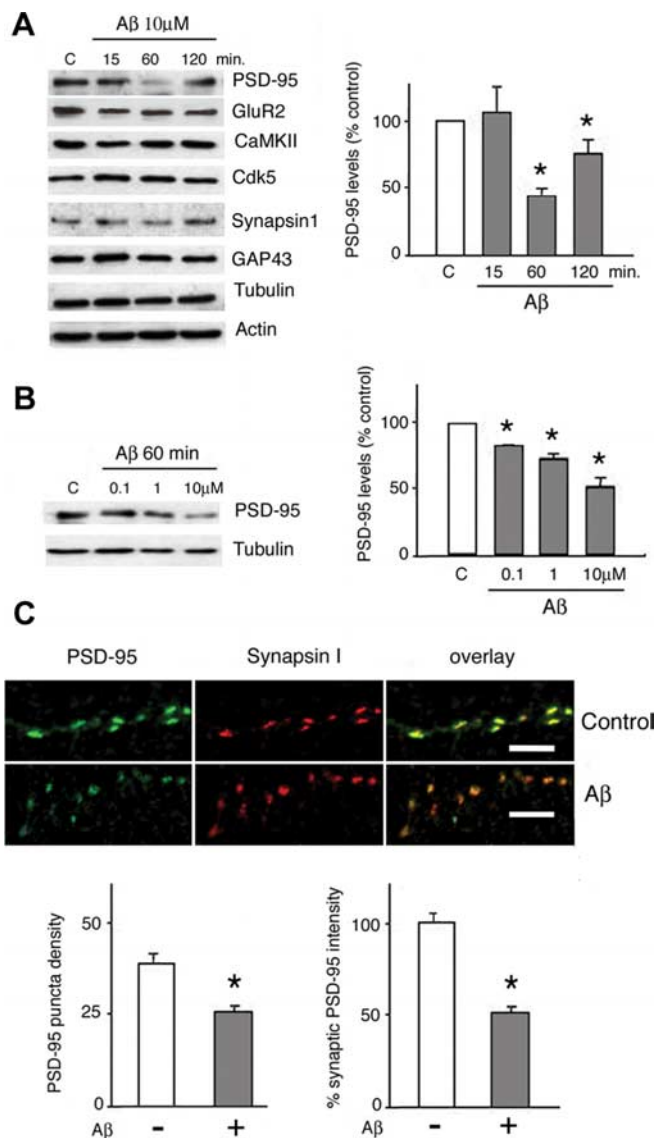 A
Aβ 10μM
C 15 60 120 min.
PSD-95
GluR2
CaMKII
Cdk5
Synapsin1
GAP43
Tubulin
Actin
PSD-95 levels (% control)
100
50
0
*
*
C 15 60 120 min.
Aβ
B
Aβ 60 min
C 0.1 1 10μM
PSD-95
Tubulin
PSD-95 levels (% control)
100
50
0
*
*
*
C 0.1 1 10μM
Aβ
C
PSD-95 Synapsin I overlay
Control
Aβ
PSD-95 puncta density
50
25
0
*
Aβ - +
% synaptic PSD-95 intensity
100
50
0
*
Aβ - +